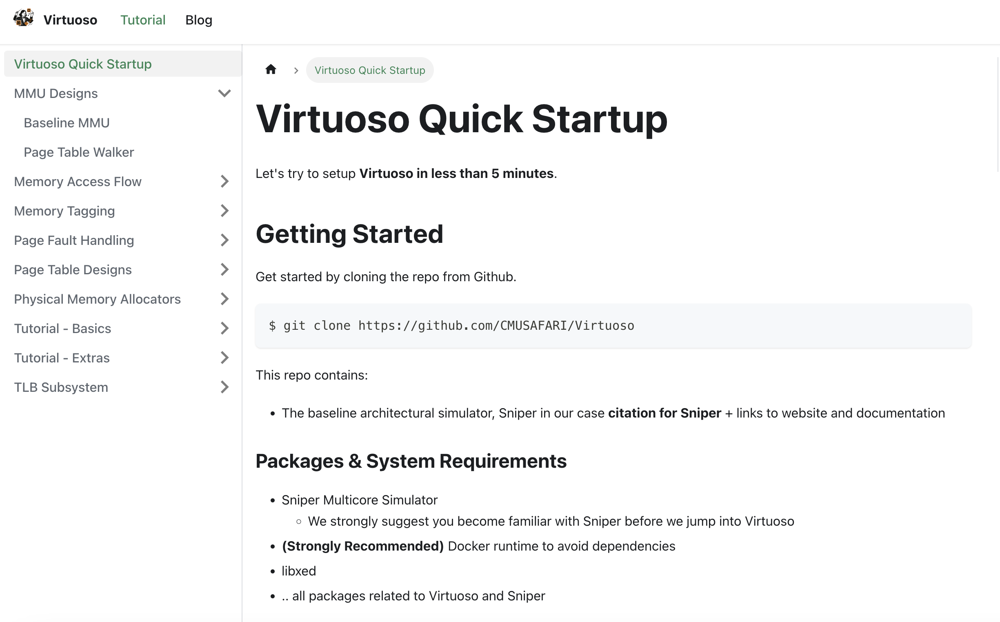 Virtuoso
Tutorial
Blog
Virtuoso Quick Startup
MMU Designs
Baseline MMU
Page Table Walker
Memory Access Flow
Memory Tagging
Page Fault Handling
Page Table Designs
Physical Memory Allocators
Tutorial - Basics
Tutorial - Extras
TLB Subsystem
Virtuoso Quick Startup
Virtuoso Quick Startup
Let's try to setup Virtuoso in less than 5 minutes.
Getting Started
Get started by cloning the repo from Github.
$ git clone https://github.com/CMUSAFARI/Virtuoso
This repo contains:
• The baseline architectural simulator, Sniper in our case citation for Sniper + links to website and documentation
Packages & System Requirements
• Sniper Multicore Simulator
◦ We strongly suggest you become familiar with Sniper before we jump into Virtuoso
• (Strongly Recommended) Docker runtime to avoid dependencies
• libxed
• .. all packages related to Virtuoso and Sniper